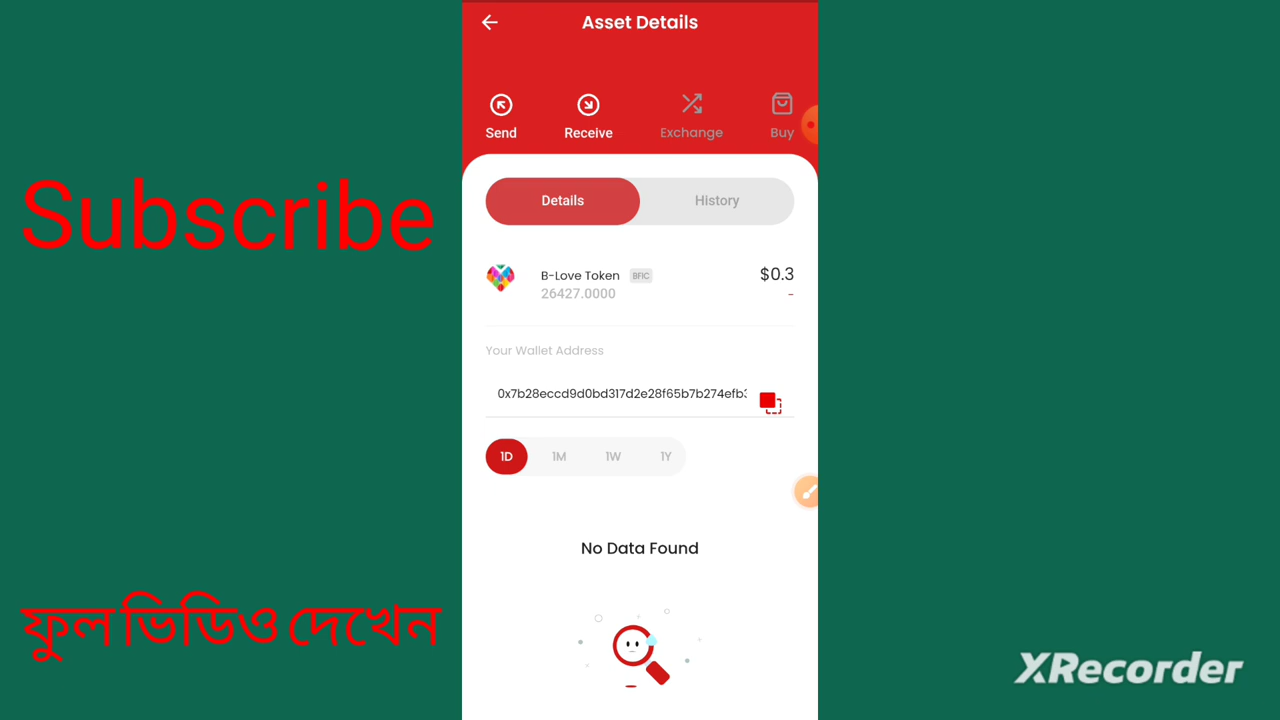 Asset Details
Send
Receive
Exchange
Buy
Subscribe
Details
History
B-Love Token BFIC
$0.3
26427.0000
-
Your Wallet Address
0x7b28eccd9d0bd317d2e28f65b7b274efb3
1D
1M
1W
1Y
No Data Found
ফুল ভিডিও দেখেন
XRecorder